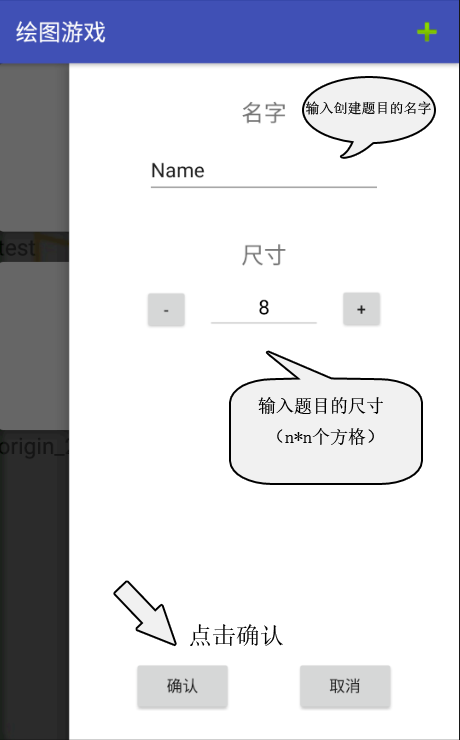 绘图游戏
名字
输入创建题目的名字
Name
test
尺寸
- 8 +
输入题目的尺寸
（n*n个方格）
origin_2
点击确认
确认 取消